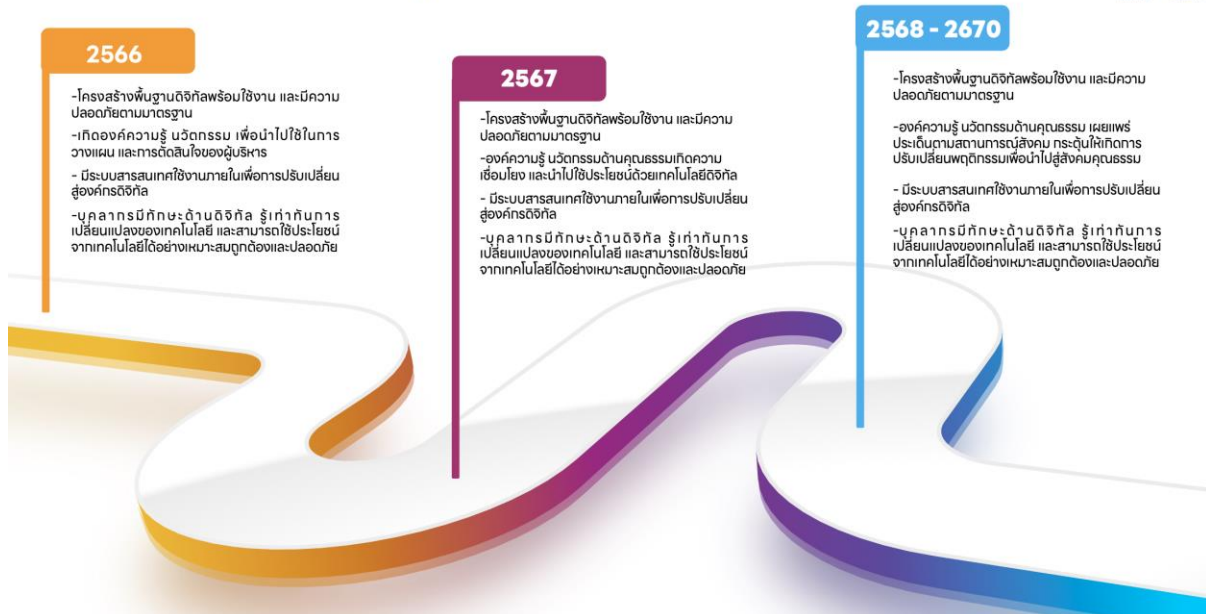 2566
-โครงสร้างพื้นฐานดิจิทัลพร้อมใช้งาน และมีความ
ปลอดภัยตามมาตรฐาน
-เกิดองค์ความรู้ นวัตกรรม เพื่อนำไปใช้ในการ
วางแผน และการตัดสินใจของผู้บริหาร
- มีระบบสารสนเทศใช้งานภายในเพื่อการปรับเปลี่ยน
สู่องค์กรดิจิทัล
-บุคลากรมีทักษะด้านดิจิทัล รู้เท่าทันการ
เปลี่ยนแปลงของเทคโนโลยี และสามารถใช้ประโยชน์
จากเทคโนโลยีได้อย่างเหมาะสมถูกต้องและปลอดภัย
2567
-โครงสร้างพื้นฐานดิจิทัลพร้อมใช้งาน และมีความ
ปลอดภัยตามมาตรฐาน
-องค์ความรู้ นวัตกรรมด้านคุณธรรมเกิดความ
เชื่อมโยง และนำไปใช้ประโยชน์ด้วยเทคโนโลยีดิจิทัล
- มีระบบสารสนเทศใช้งานภายในเพื่อการปรับเปลี่ยน
สู่องค์กรดิจิทัล
-บุคลากรมีทักษะด้านดิจิทัล รู้เท่าทันการ
เปลี่ยนแปลงของเทคโนโลยี และสามารถใช้ประโยชน์
จากเทคโนโลยีได้อย่างเหมาะสมถูกต้องและปลอดภัย
2568 - 2670
-โครงสร้างพื้นฐานดิจิทัลพร้อมใช้งาน และมีความ
ปลอดภัยตามมาตรฐาน
-องค์ความรู้ นวัตกรรมด้านคุณธรรม เผยแพร่
ประเด็นตามสถานการณ์สังคม กระตุ้นให้เกิดการ
ปรับเปลี่ยนพฤติกรรมเพื่อนำไปสู่สังคมคุณธรรม
- มีระบบสารสนเทศใช้งานภายในเพื่อการปรับเปลี่ยน
สู่องค์กรดิจิทัล
-บุคลากรมีทักษะด้านดิจิทัล รู้เท่าทันการ
เปลี่ยนแปลงของเทคโนโลยี และสามารถใช้ประโยชน์
จากเทคโนโลยีได้อย่างเหมาะสมถูกต้องและปลอดภัย